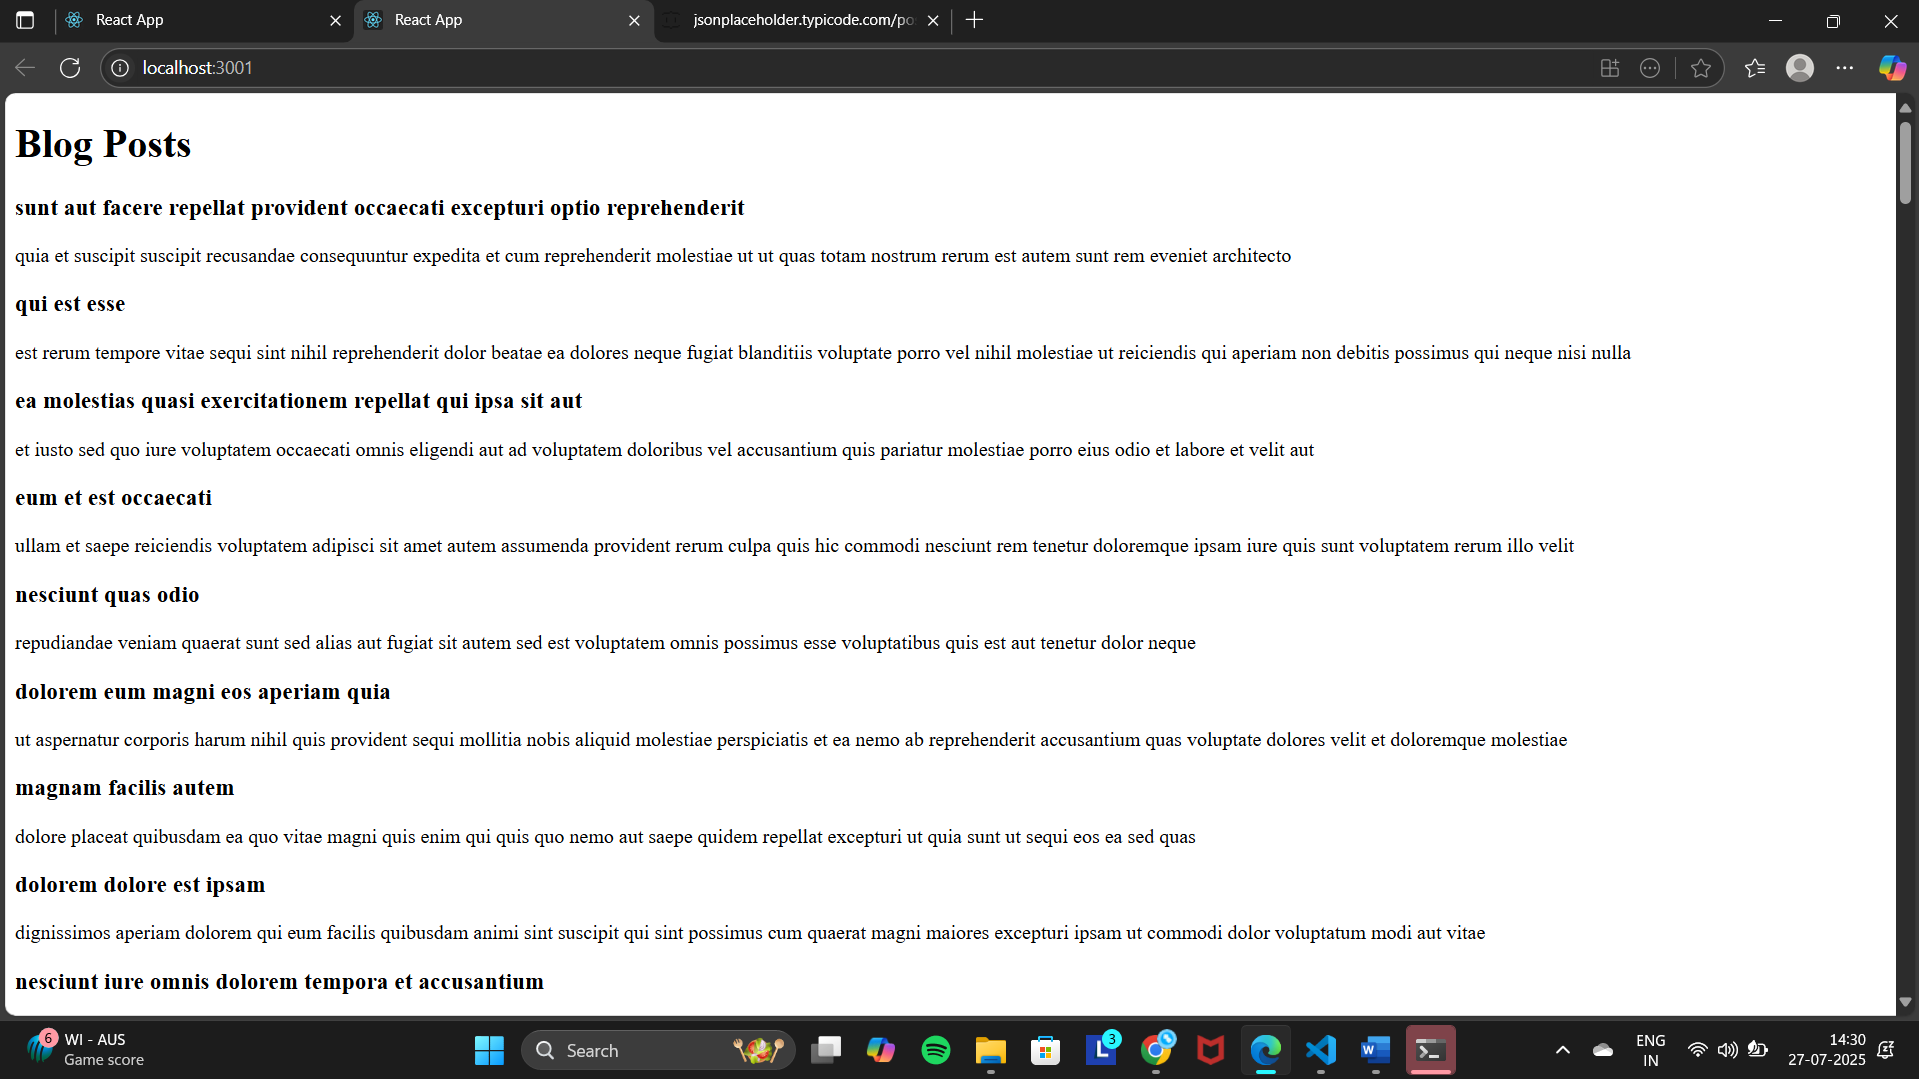 React App
React App
jsonplaceholder.typicode.com/po
localhost:3001
Blog Posts
sunt aut facere repellat provident occaecati excepturi optio reprehenderit
quia et suscipit suscipit recusandae consequuntur expedita et cum reprehenderit molestiae ut ut quas totam nostrum rerum est autem sunt rem eveniet architecto
qui est esse
est rerum tempore vitae sequi sint nihil reprehenderit dolor beatae ea dolores neque fugiat blanditiis voluptate porro vel nihil molestiae ut reiciendis qui aperiam non debitis possimus qui neque nisi nulla
ea molestias quasi exercitationem repellat qui ipsa sit aut
et iusto sed quo iure voluptatem occaecati omnis eligendi aut ad voluptatem doloribus vel accusantium quis pariatur molestiae porro eius odio et labore et velit aut
eum et est occaecati
ullam et saepe reiciendis voluptatem adipisci sit amet autem assumenda provident rerum culpa quis hic commodi nesciunt rem tenetur doloremque ipsam iure quis sunt voluptatem rerum illo velit
nesciunt quas odio
repudiandae veniam quaerat sunt sed alias aut fugiat sit autem sed est voluptatem omnis possimus esse voluptatibus quis est aut tenetur dolor neque
dolorem eum magni eos aperiam quia
ut aspernatur corporis harum nihil quis provident sequi mollitia nobis aliquid molestiae perspiciatis et ea nemo ab reprehenderit accusantium quas voluptate dolores velit et doloremque molestiae
magnam facilis autem
dolore placeat quibusdam ea quo vitae magni quis enim qui quis quo nemo aut saepe quidem repellat excepturi ut quia sunt ut sequi eos ea sed quas
dolorem dolore est ipsam
dignissimos aperiam dolorem qui eum facilis quibusdam animi sint suscipit qui sint possimus cum quaerat magni maiores excepturi ipsam ut commodi dolor voluptatum modi aut vitae
nesciunt iure omnis dolorem tempora et accusantium
6
WI - AUS
Game score
Search
L
3
W
ENG
IN
14:30
27-07-2025